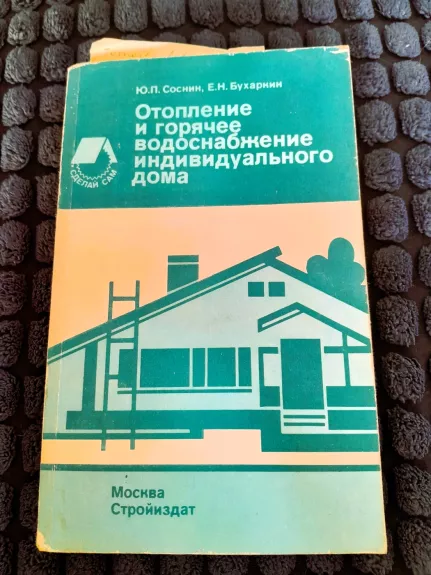 Ю.П. Соснин, Е.Н. Бухаркин
Отопление
и горячее
водоснабжение
индивидуального
дома
СДЕЛАЙ САМ
Москва
Стройиздат